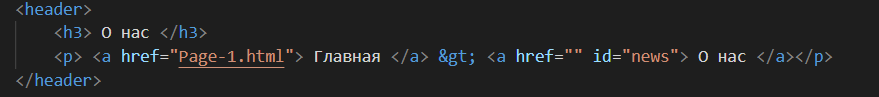 <header>
<h3> О нас </h3>
<p> <a href="Page-1.html"> Главная </a> &gt; <a href="" id="news"> О нас </a></p>
</header>